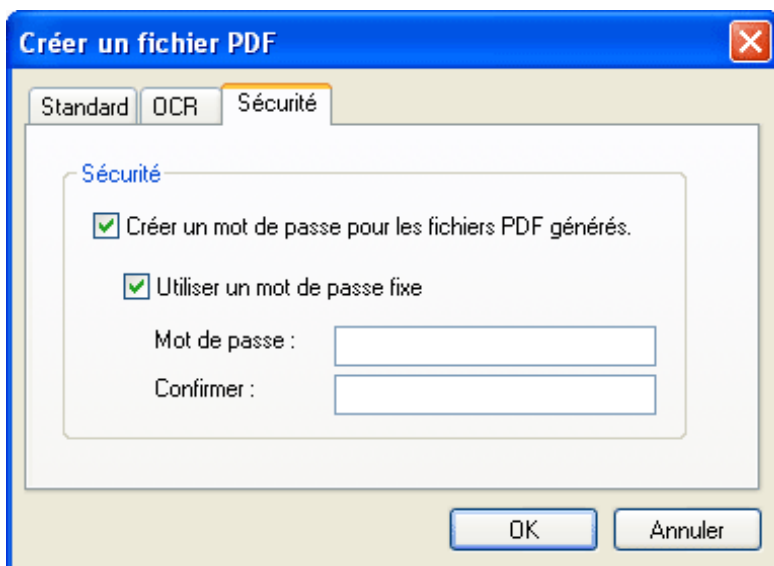 Créer un fichier PDF
Standard OCR Sécurité
Sécurité
Créer un mot de passe pour les fichiers PDF générés.
Utiliser un mot de passe fixe
Mot de passe :
Confirmer :
OK Annuler